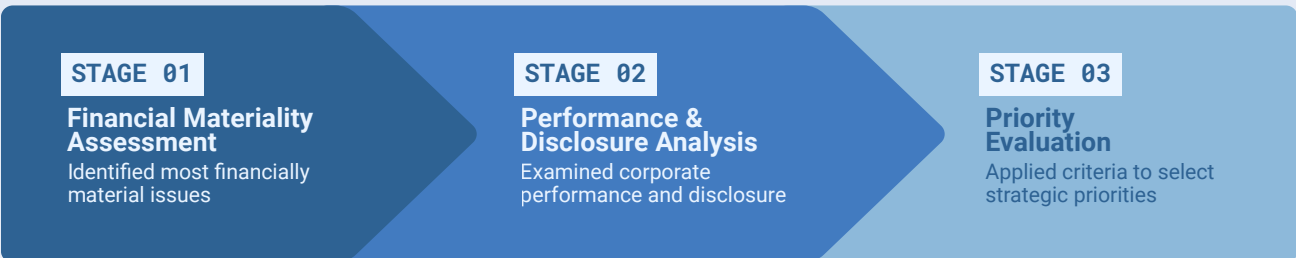 STAGE 01
Financial Materiality
Assessment
Identified most financially
material issues
STAGE 02
Performance &
Disclosure Analysis
Examined corporate
performance and disclosure
STAGE 03
Priority
Evaluation
Applied criteria to select
strategic priorities